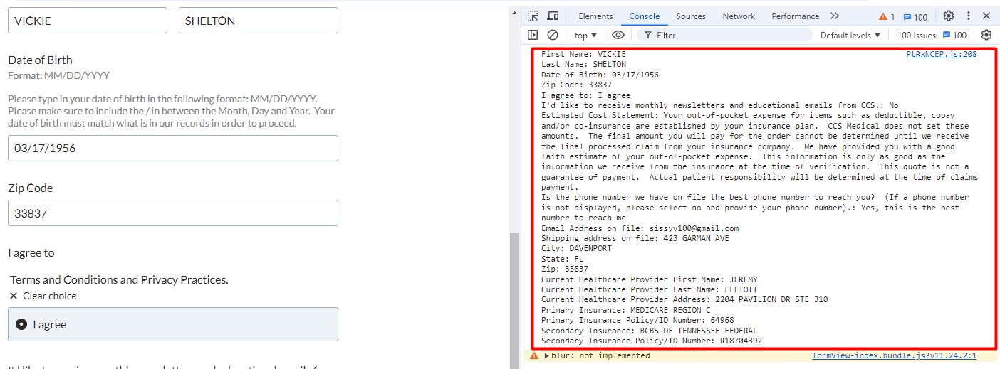 VICKIE
SHELTON
Date of Birth
Format: MM/DD/YYYY
Please type in your date of birth in the following format: MM/DD/YYYY.
Please make sure to include the / in between the Month, Day and Year.  Your
date of birth must match what is in our records in order to proceed.
03/17/1956
Zip Code
33837
I agree to
Terms and Conditions and Privacy Practices.
Clear choice
I agree
Elements Console Sources Network Performance 1 100
top Filter Default levels 100 Issues: 100
First Name: VICKIE PtRxNCEP.js:208
Last Name: SHELTON
Date of Birth: 03/17/1956
Zip Code: 33837
I agree to: I agree
I'd like to receive monthly newsletters and educational emails from CCS.: No
Estimated Cost Statement: Your out-of-pocket expense for items such as deductible, copay
and/or co-insurance are established by your insurance plan.  CCS Medical does not set these
amounts.  The final amount you will pay for the order cannot be determined until we receive
the final processed claim from your insurance company.  We have provided you with a good
faith estimate of your out-of-pocket expense.  This information is only as good as the
information we receive from the insurance at the time of verification.  This quote is not a
guarantee of payment.  Actual patient responsibility will be determined at the time of claims
payment.
Is the phone number we have on file the best phone number to reach you?  (If a phone number
is not displayed, please select no and provide your phone number).: Yes, this is the best
number to reach me
Email Address on file: sissyv100@gmail.com
Shipping address on file: 423 GARMAN AVE
City: DAVENPORT
State: FL
Zip: 33837
Current Healthcare Provider First Name: JEREMY
Current Healthcare Provider Last Name: ELLIOTT
Current Healthcare Provider Address: 2204 PAVILION DR STE 310
Primary Insurance: MEDICARE REGION C
Primary Insurance Policy/ID Number: 64968
Secondary Insurance: BCBS OF TENNESSEE FEDERAL
Secondary Insurance Policy/ID Number: R18704392
blur: not implemented formView-index.bundle.js?v11.24.2:1